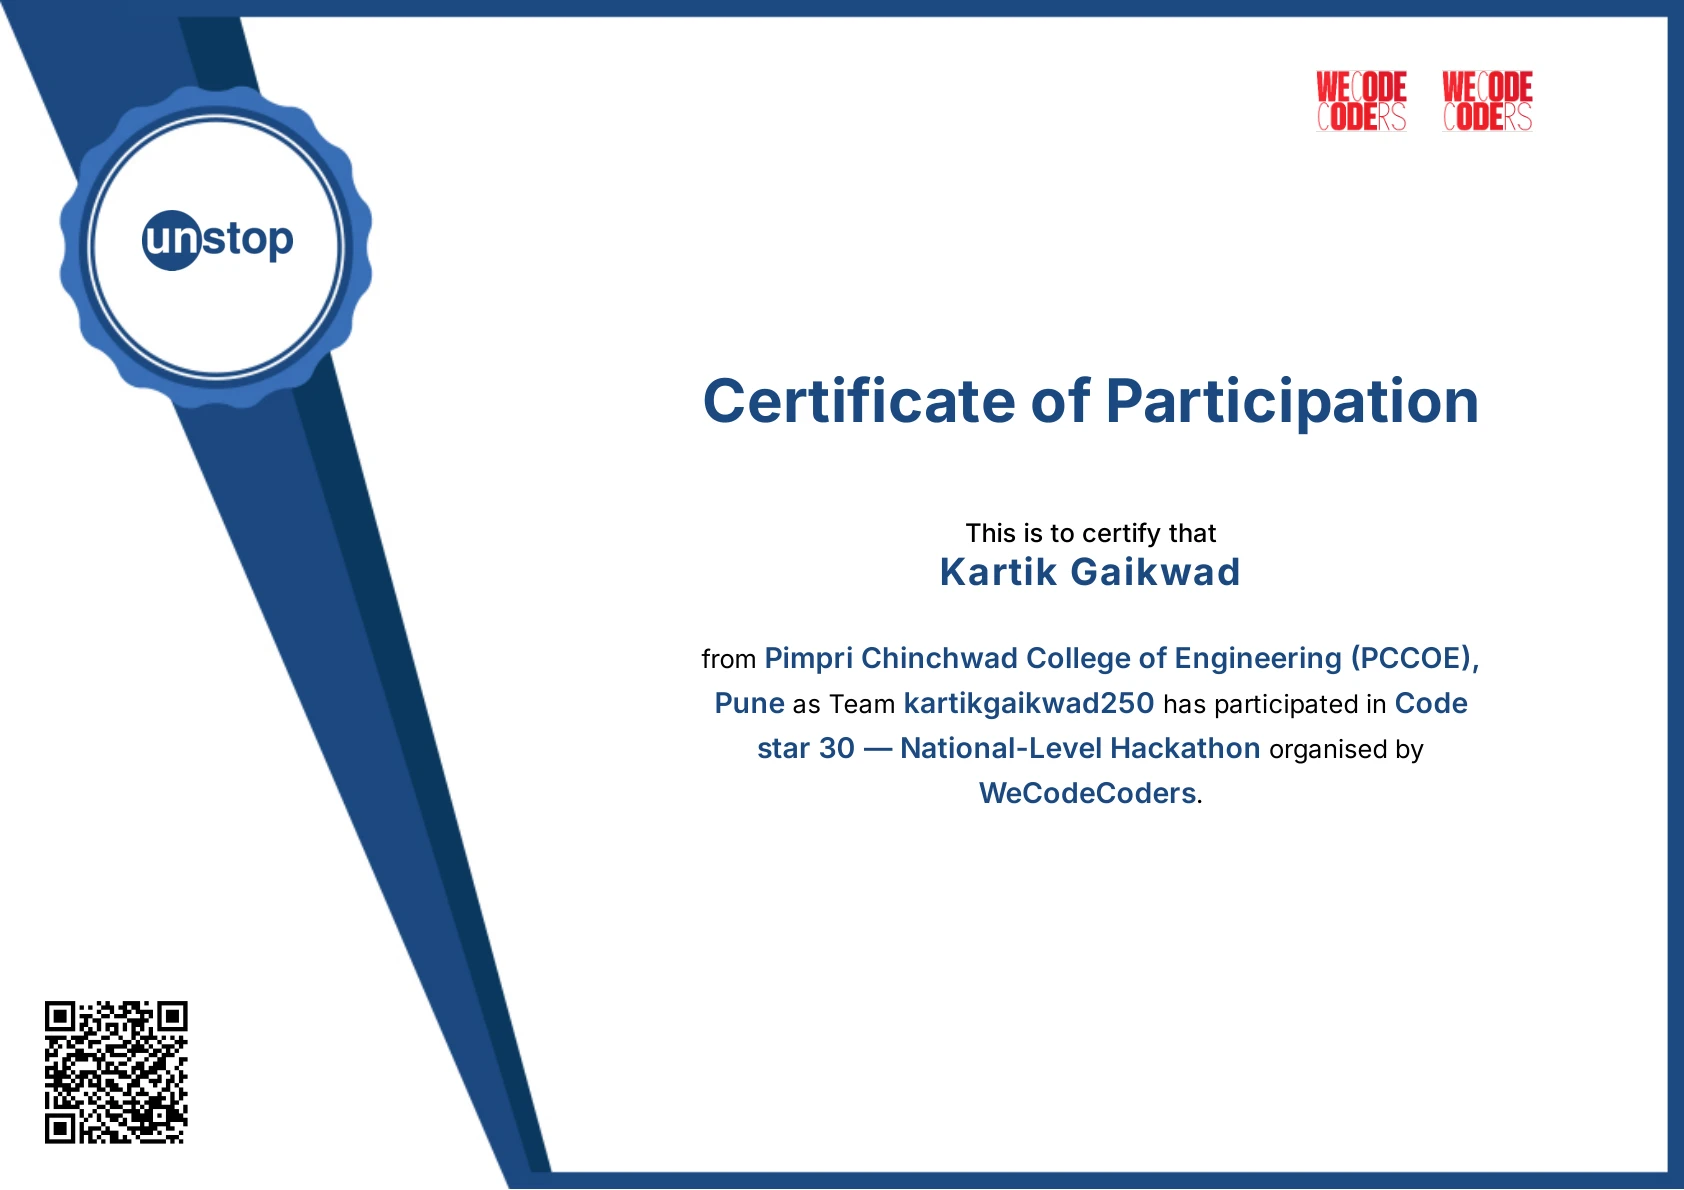 WECODE
CODERS
WECODE
CODERS
unstop
Certificate of Participation
This is to certify that
Kartik Gaikwad
from Pimpri Chinchwad College of Engineering (PCCOE),
Pune as Team kartikgaikwad250 has participated in Code
star 30 — National-Level Hackathon organised by
WeCodeCoders.